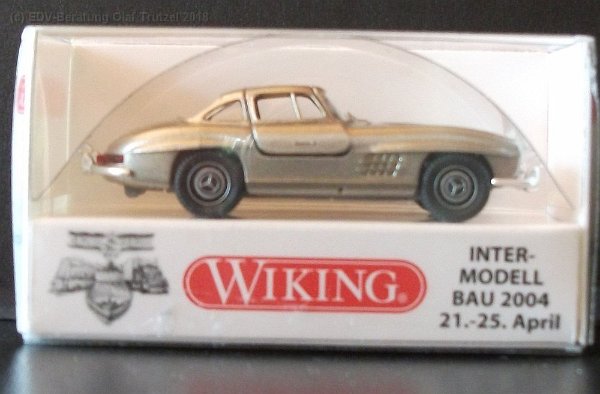 (c) EDV-Beratung Olaf Trutzel 2018
WIKING®
INTER-
MODELL
BAU 2004
21.-25. April